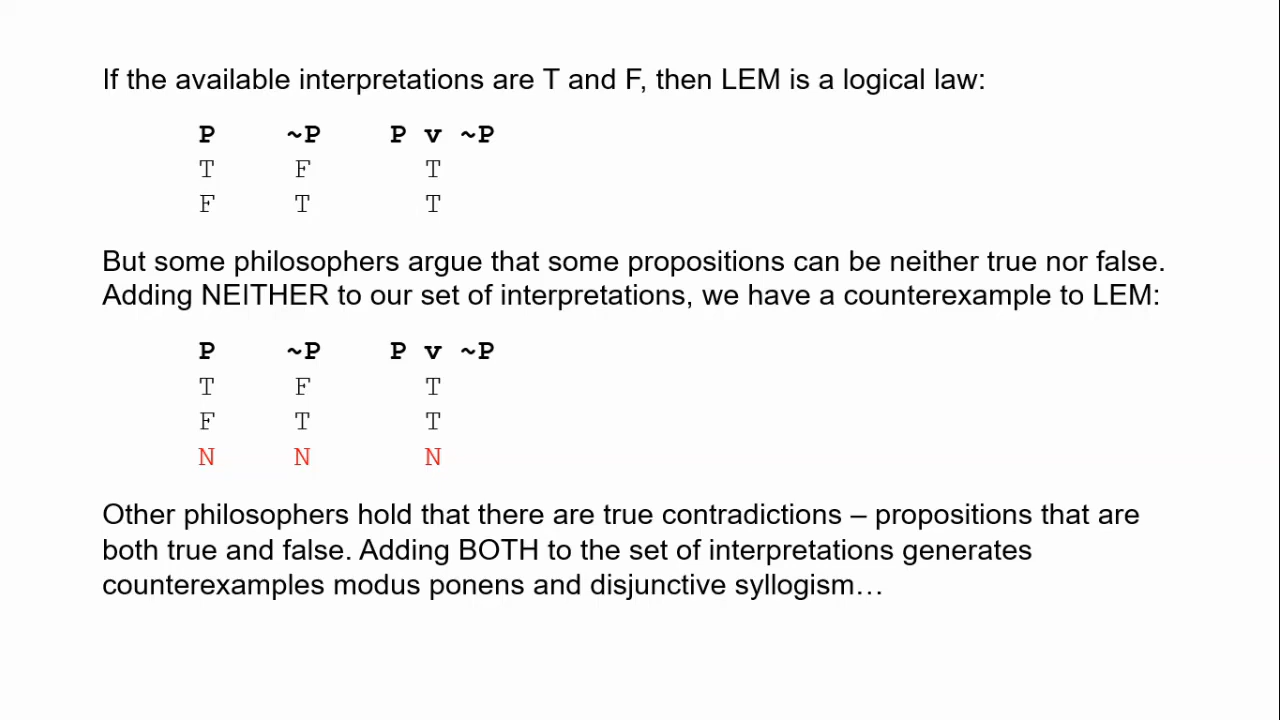 If the available interpretations are T and F, then LEM is a logical law:
P ~P P v ~P
T F T
F T T
But some philosophers argue that some propositions can be neither true nor false.
Adding NEITHER to our set of interpretations, we have a counterexample to LEM:
P ~P P v ~P
T F T
F T T
N N N
Other philosophers hold that there are true contradictions – propositions that are
both true and false. Adding BOTH to the set of interpretations generates
counterexamples modus ponens and disjunctive syllogism…